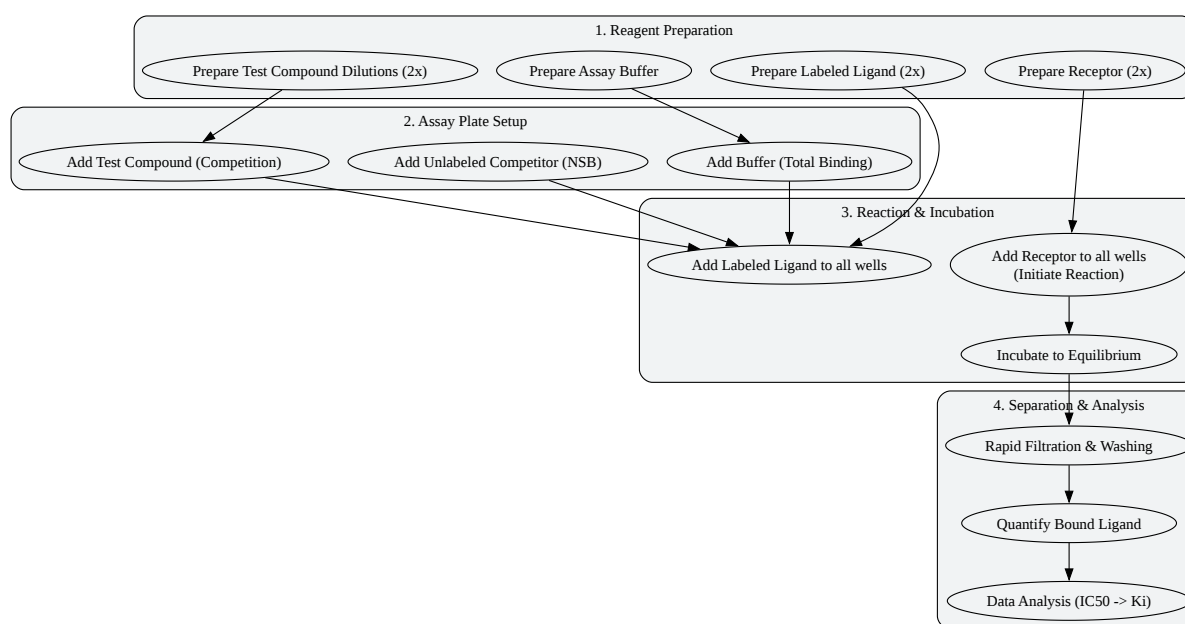 1. Reagent Preparation
Prepare Test Compound Dilutions (2x)
Prepare Assay Buffer
Prepare Labeled Ligand (2x)
Prepare Receptor (2x)
2. Assay Plate Setup
Add Test Compound (Competition)
Add Unlabeled Competitor (NSB)
Add Buffer (Total Binding)
3. Reaction & Incubation
Add Labeled Ligand to all wells
Add Receptor to all wells
(Initiate Reaction)
Incubate to Equilibrium
4. Separation & Analysis
Rapid Filtration & Washing
Quantify Bound Ligand
Data Analysis (IC50 -> Ki)